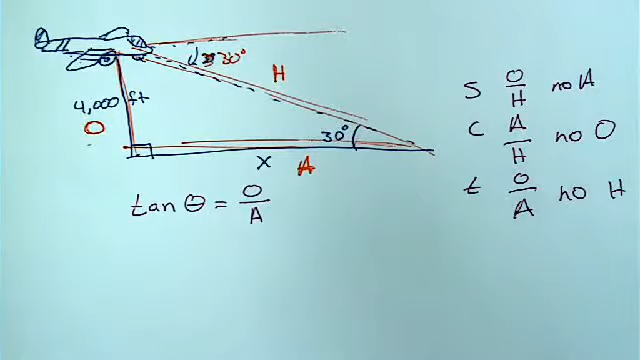 30°
H
4,000 ft
O
30°
x
A
tan θ = O/A
S O/H no A
C A/H no O
t O/A no H